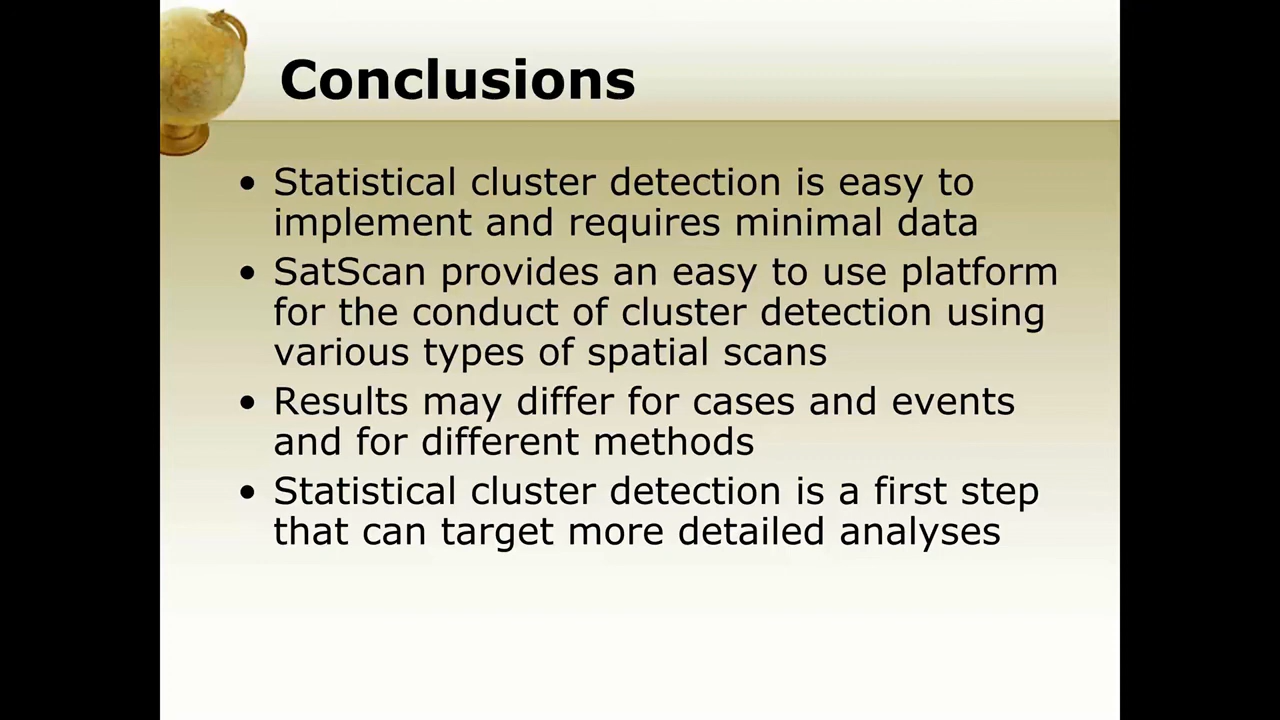 Conclusions
• Statistical cluster detection is easy to
implement and requires minimal data
• SatScan provides an easy to use platform
for the conduct of cluster detection using
various types of spatial scans
• Results may differ for cases and events
and for different methods
• Statistical cluster detection is a first step
that can target more detailed analyses